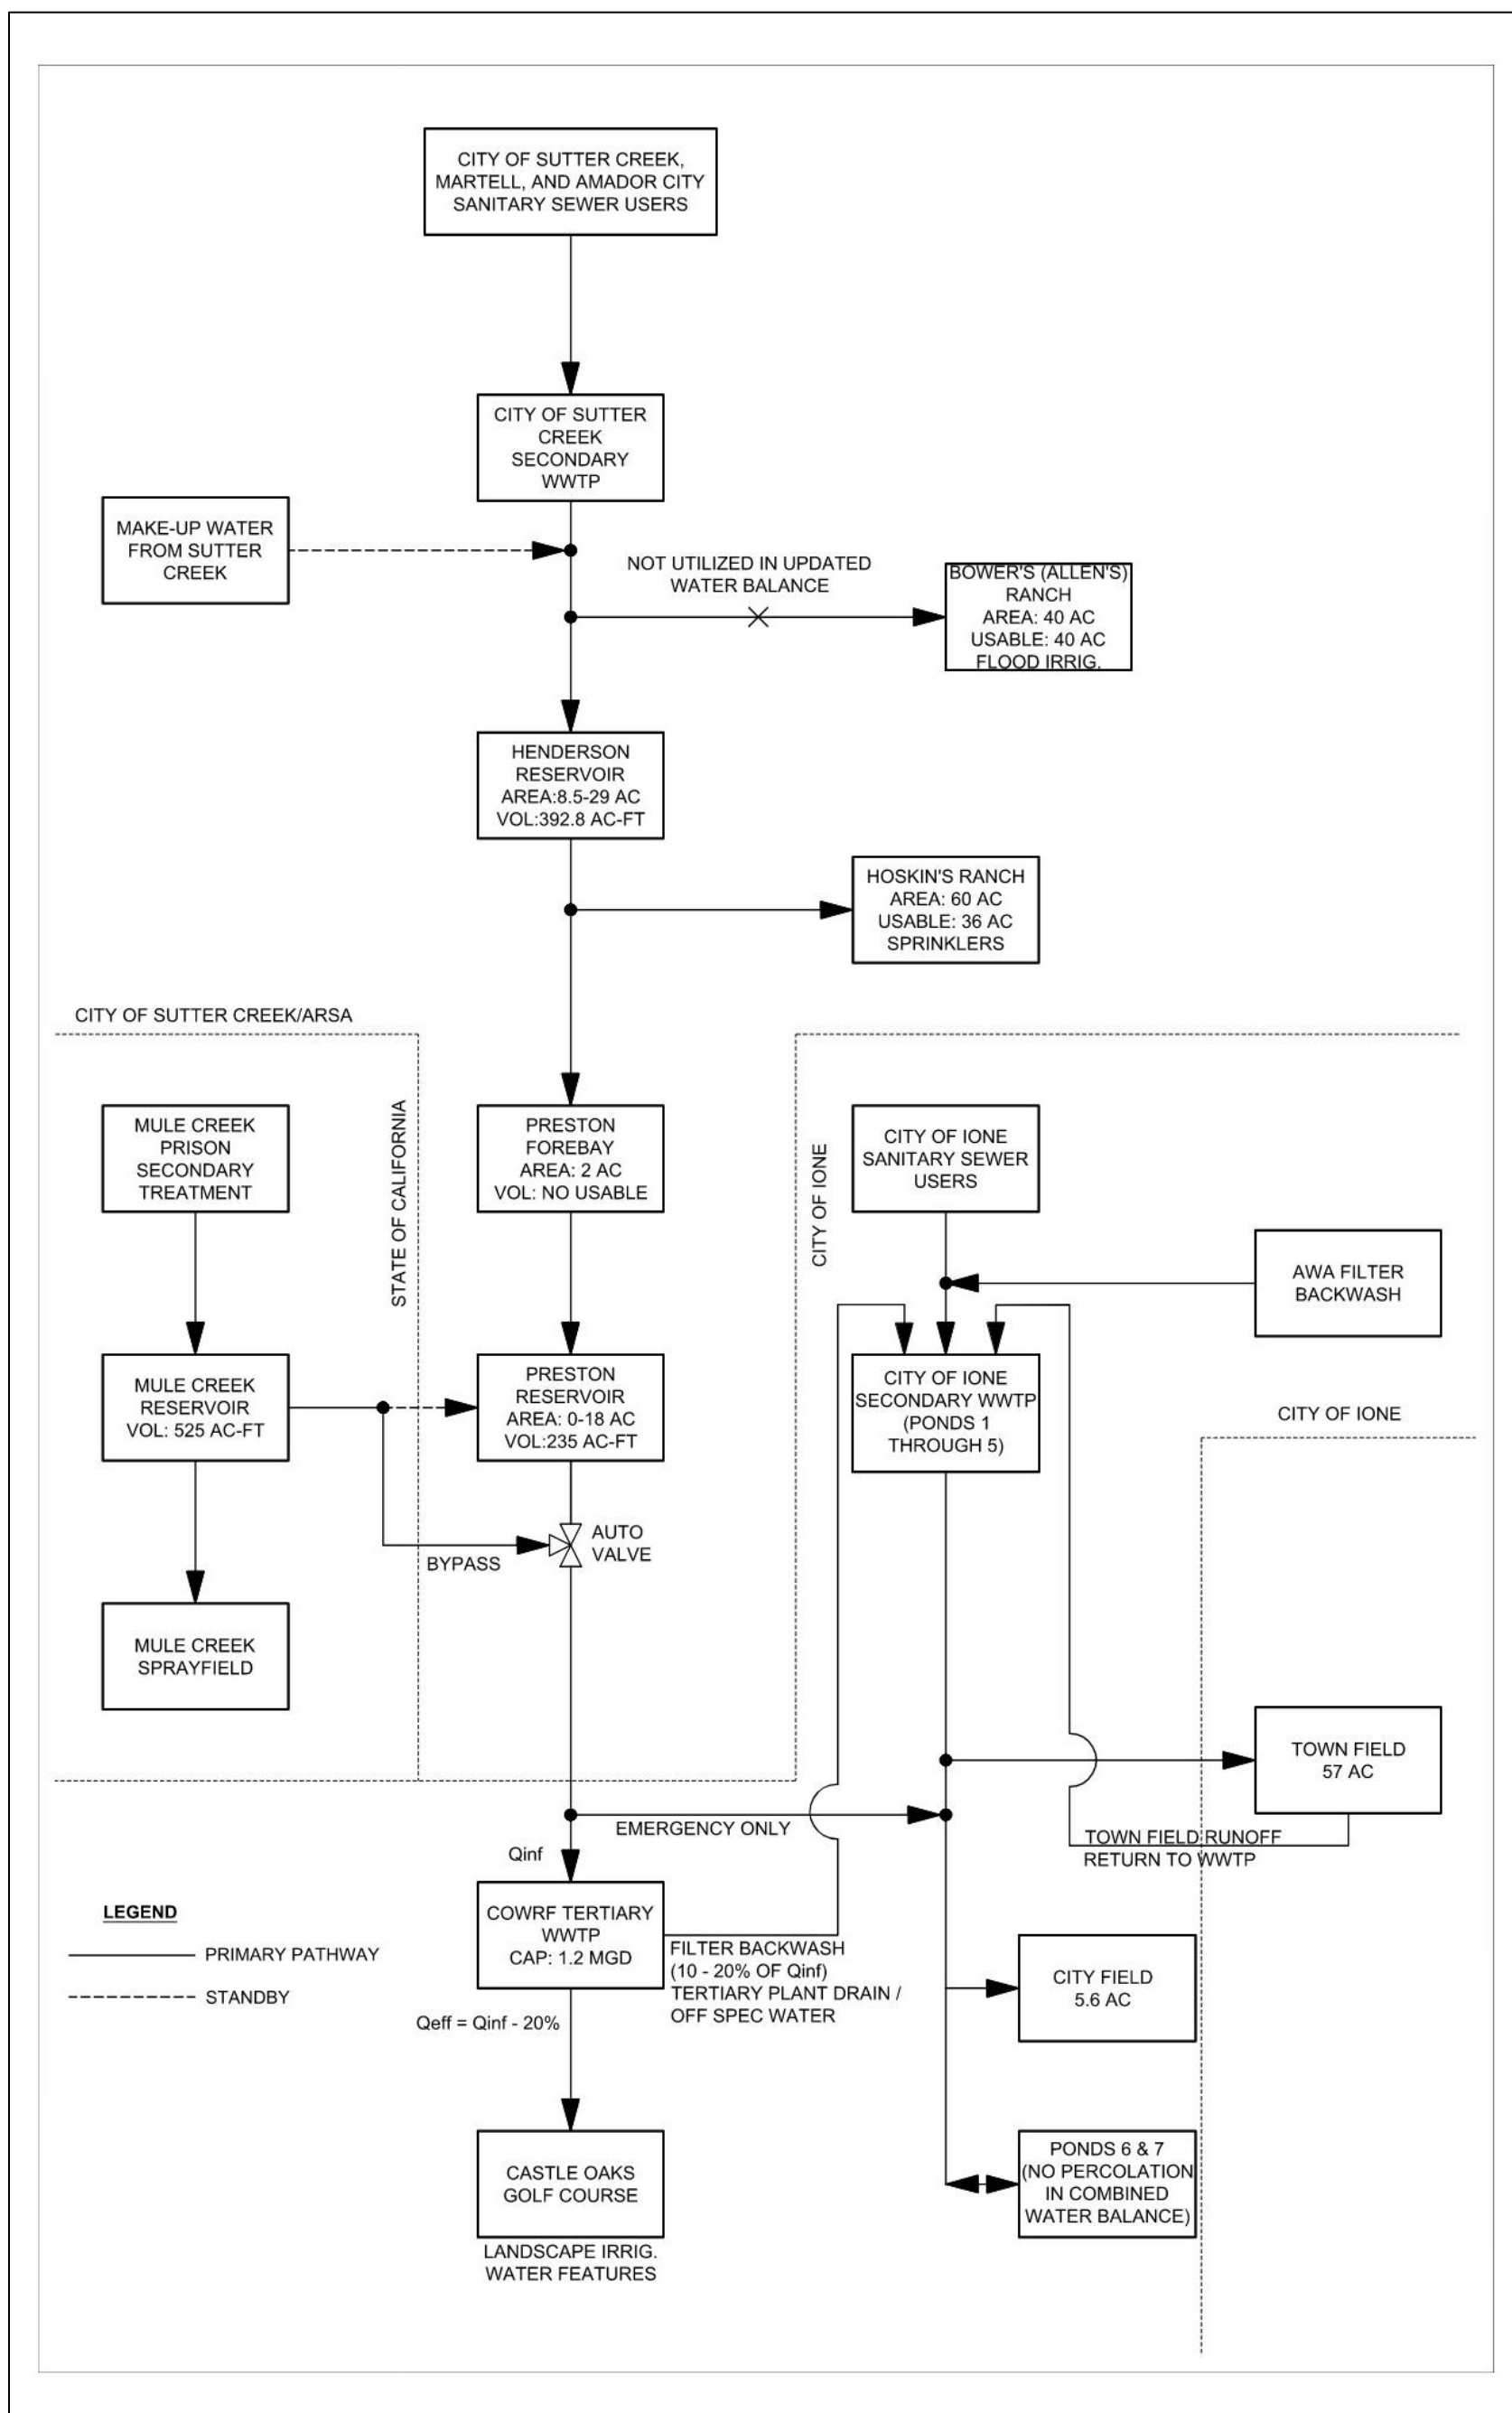 CITY OF SUTTER CREEK,
MARTELL, AND AMADOR CITY
SANITARY SEWER USERS
CITY OF SUTTER
CREEK
SECONDARY
WWTP
MAKE-UP WATER
FROM SUTTER
CREEK
NOT UTILIZED IN UPDATED
WATER BALANCE
BOWER'S (ALLEN'S)
RANCH
AREA: 40 AC
USABLE: 40 AC
FLOOD IRRIG.
HENDERSON
RESERVOIR
AREA:8.5-29 AC
VOL:392.8 AC-FT
HOSKIN'S RANCH
AREA: 60 AC
USABLE: 36 AC
SPRINKLERS
CITY OF SUTTER CREEK/ARSA
MULE CREEK
PRISON
SECONDARY
TREATMENT
STATE OF CALIFORNIA
PRESTON
FOREBAY
AREA: 2 AC
VOL: NO USABLE
CITY OF IONE
CITY OF IONE
SANITARY SEWER
USERS
AWA FILTER
BACKWASH
MULE CREEK
RESERVOIR
VOL: 525 AC-FT
PRESTON
RESERVOIR
AREA: 0-18 AC
VOL:235 AC-FT
CITY OF IONE
SECONDARY WWTP
(PONDS 1
THROUGH 5)
CITY OF IONE
AUTO
VALVE
BYPASS
MULE CREEK
SPRAYFIELD
TOWN FIELD
57 AC
EMERGENCY ONLY
TOWN FIELD RUNOFF
RETURN TO WWTP
Qinf
LEGEND
PRIMARY PATHWAY
STANDBY
COWRF TERTIARY
WWTP
CAP: 1.2 MGD
FILTER BACKWASH
(10 - 20% OF Qinf)
TERTIARY PLANT DRAIN /
OFF SPEC WATER
CITY FIELD
5.6 AC
Qeff = Qinf - 20%
CASTLE OAKS
GOLF COURSE
LANDSCAPE IRRIG.
WATER FEATURES
PONDS 6 & 7
(NO PERCOLATION
IN COMBINED
WATER BALANCE)